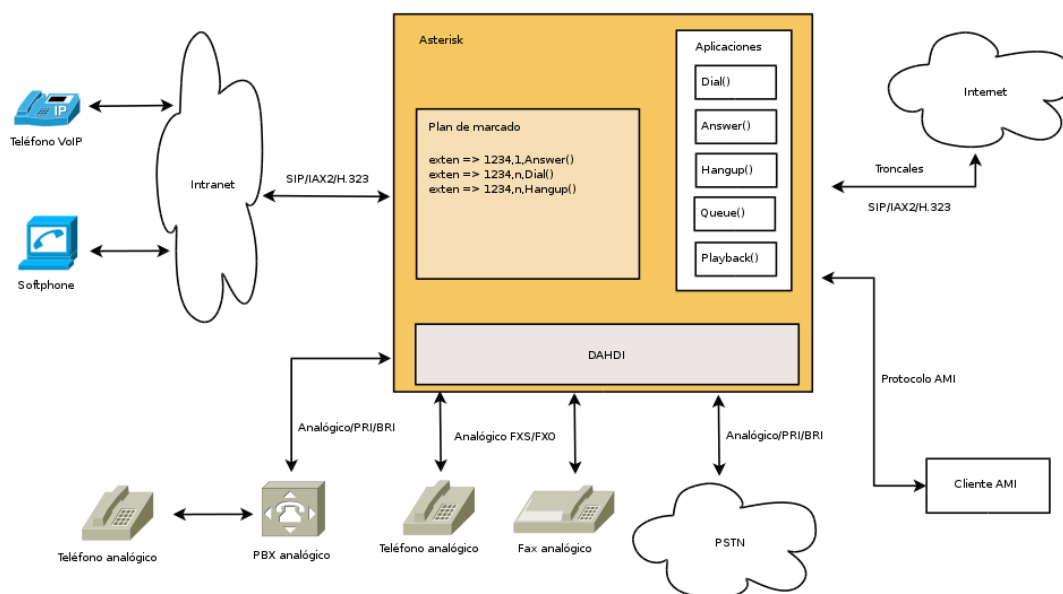 Asterisk
Aplicaciones
Dial()
Answer()
Hangup()
Queue()
Playback()
Plan de marcado
exten => 1234,1,Answer()
exten => 1234,n,Dial()
exten => 1234,n,Hangup()
IP
Teléfono VoIP
Intranet
SIP/IAX2/H.323
Softphone
Internet
Troncales
SIP/IAX2/H.323
DAHDI
Protocolo AMI
Cliente AMI
Analógico/PRI/BRI
Analógico FXS/FXO
Analógico/PRI/BRI
Teléfono analógico
PBX analógico
Teléfono analógico
Fax analógico
PSTN